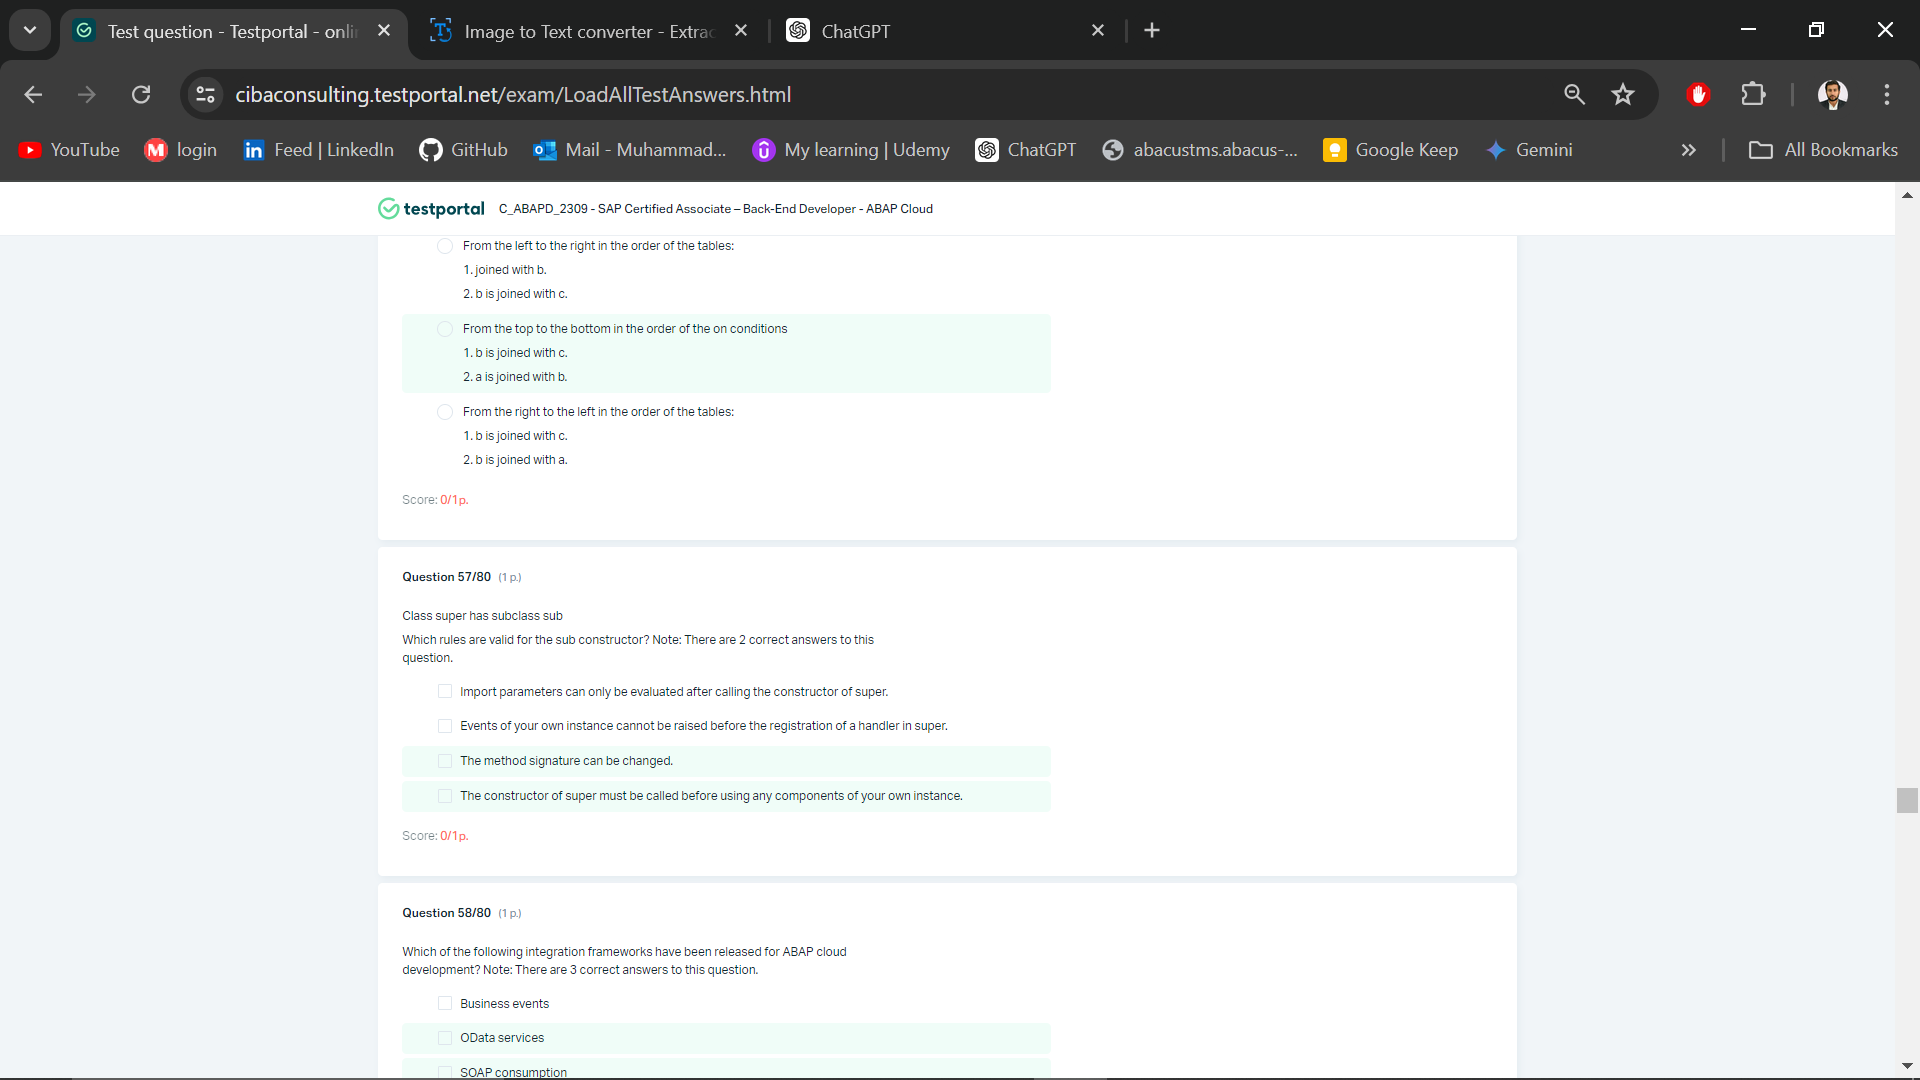 Test question - Testportal - onli
Image to Text converter - Extrac
ChatGPT
cibaconsulting.testportal.net/exam/LoadAllTestAnswers.html
YouTube
login
Feed | LinkedIn
GitHub
Mail - Muhammad...
My learning | Udemy
ChatGPT
abacustms.abacus-...
Google Keep
Gemini
All Bookmarks
testportal C_ABAPD_2309 - SAP Certified Associate – Back-End Developer - ABAP Cloud
From the left to the right in the order of the tables:
1. joined with b.
2. b is joined with c.
From the top to the bottom in the order of the on conditions
1. b is joined with c.
2. a is joined with b.
From the right to the left in the order of the tables:
1. b is joined with c.
2. b is joined with a.
Score: 0/1 p.
Question 57/80 (1 p.)
Class super has subclass sub
Which rules are valid for the sub constructor? Note: There are 2 correct answers to this
question.
Import parameters can only be evaluated after calling the constructor of super.
Events of your own instance cannot be raised before the registration of a handler in super.
The method signature can be changed.
The constructor of super must be called before using any components of your own instance.
Score: 0/1 p.
Question 58/80 (1 p.)
Which of the following integration frameworks have been released for ABAP cloud
development? Note: There are 3 correct answers to this question.
Business events
OData services
SOAP consumption